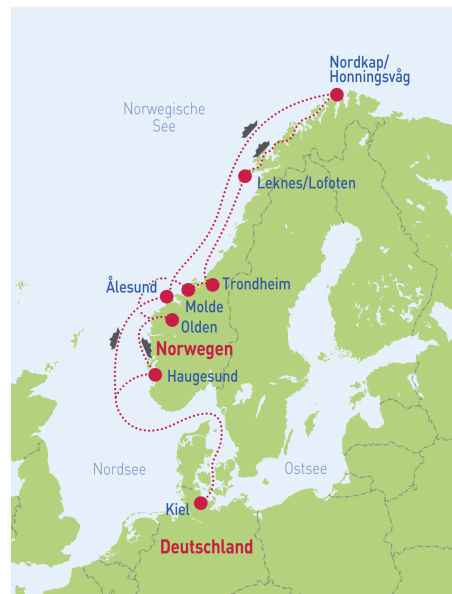 Nordkap/
Honningsvåg
Norwegische
See
Leknes/Lofoten
Ålesund
Trondheim
Molde
Olden
Norwegen
Haugesund
Nordsee
Ostsee
Kiel
Deutschland